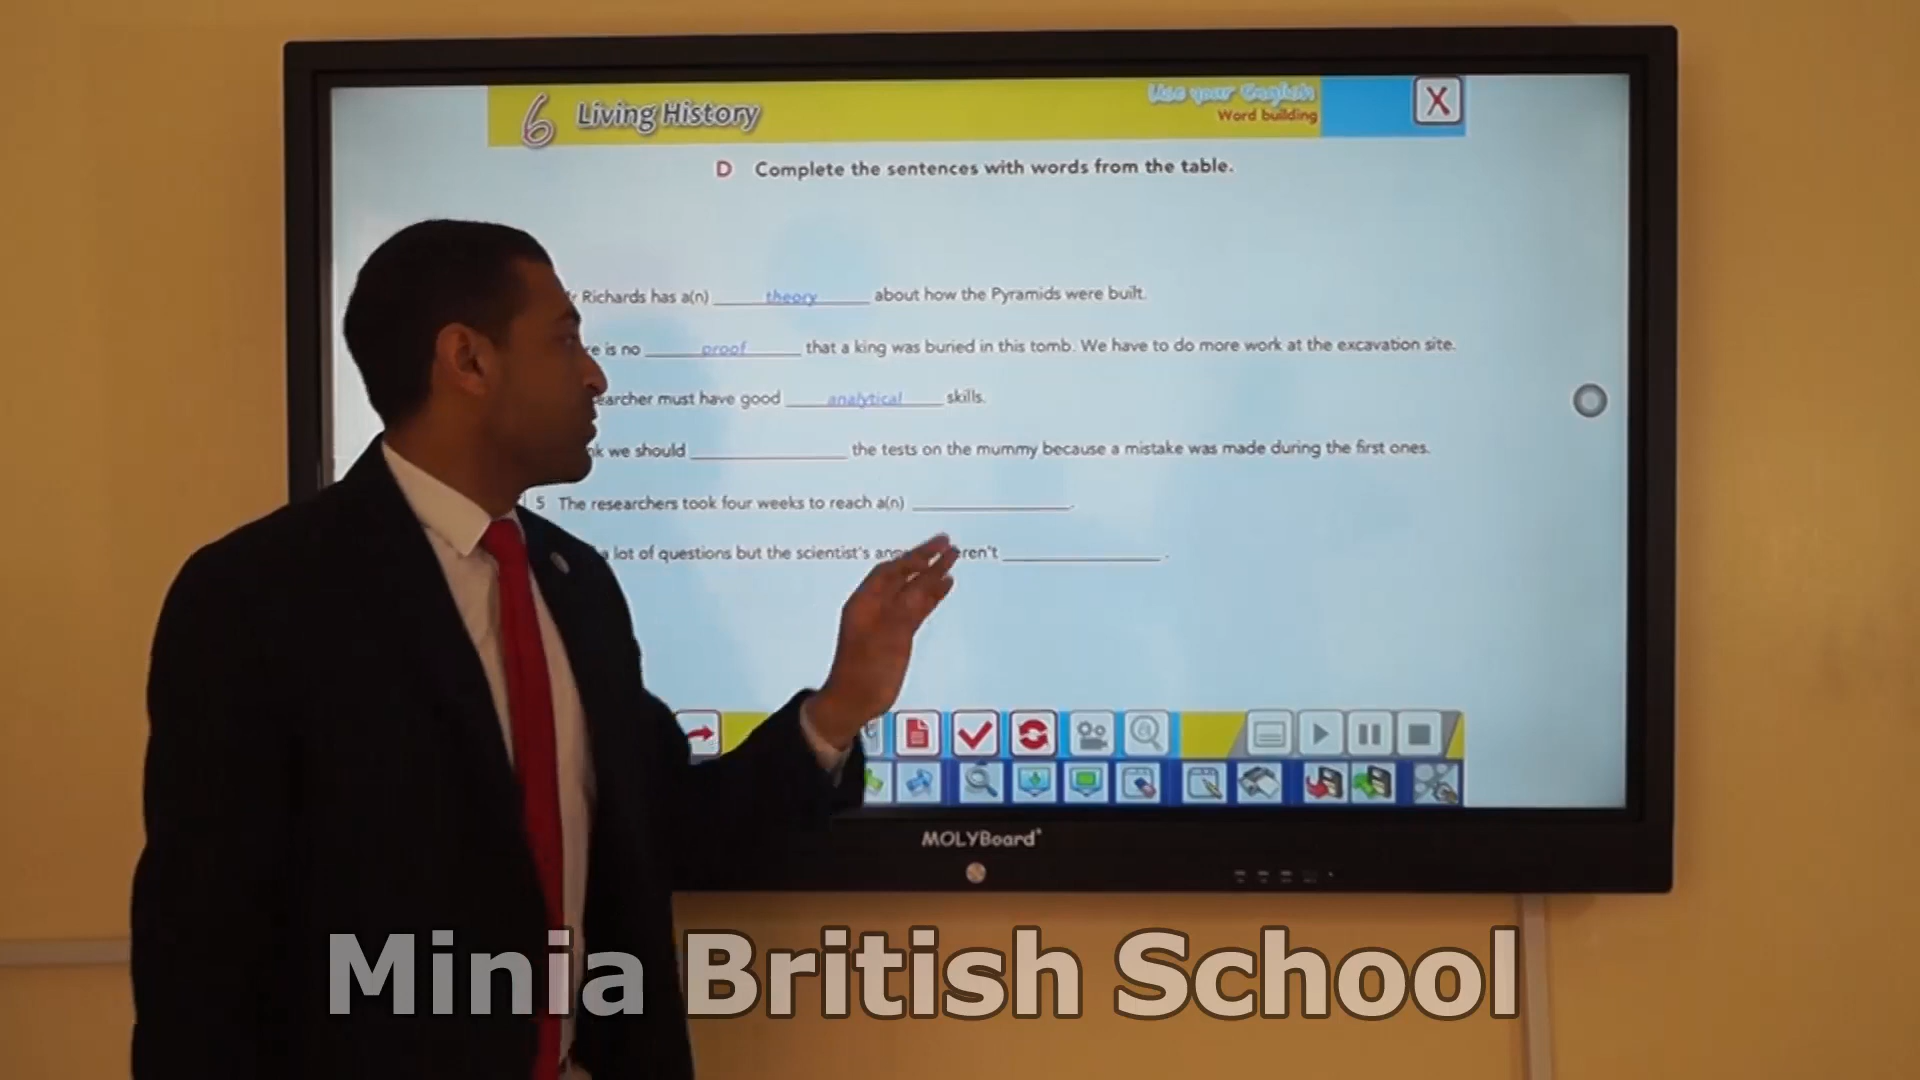 6 Living History
Use your English
Word building
X
D Complete the sentences with words from the table.
Richards has a(n) theory about how the Pyramids were built.
is no proof that a king was buried in this tomb. We have to do more work at the excavation site.
must have good analytical skills.
we should ____ the tests on the mummy because a mistake was made during the first ones.
5 The researchers took four weeks to reach a(n) ____.
lot of questions but the scientist's ____.
MOLYBoard
Minia British School